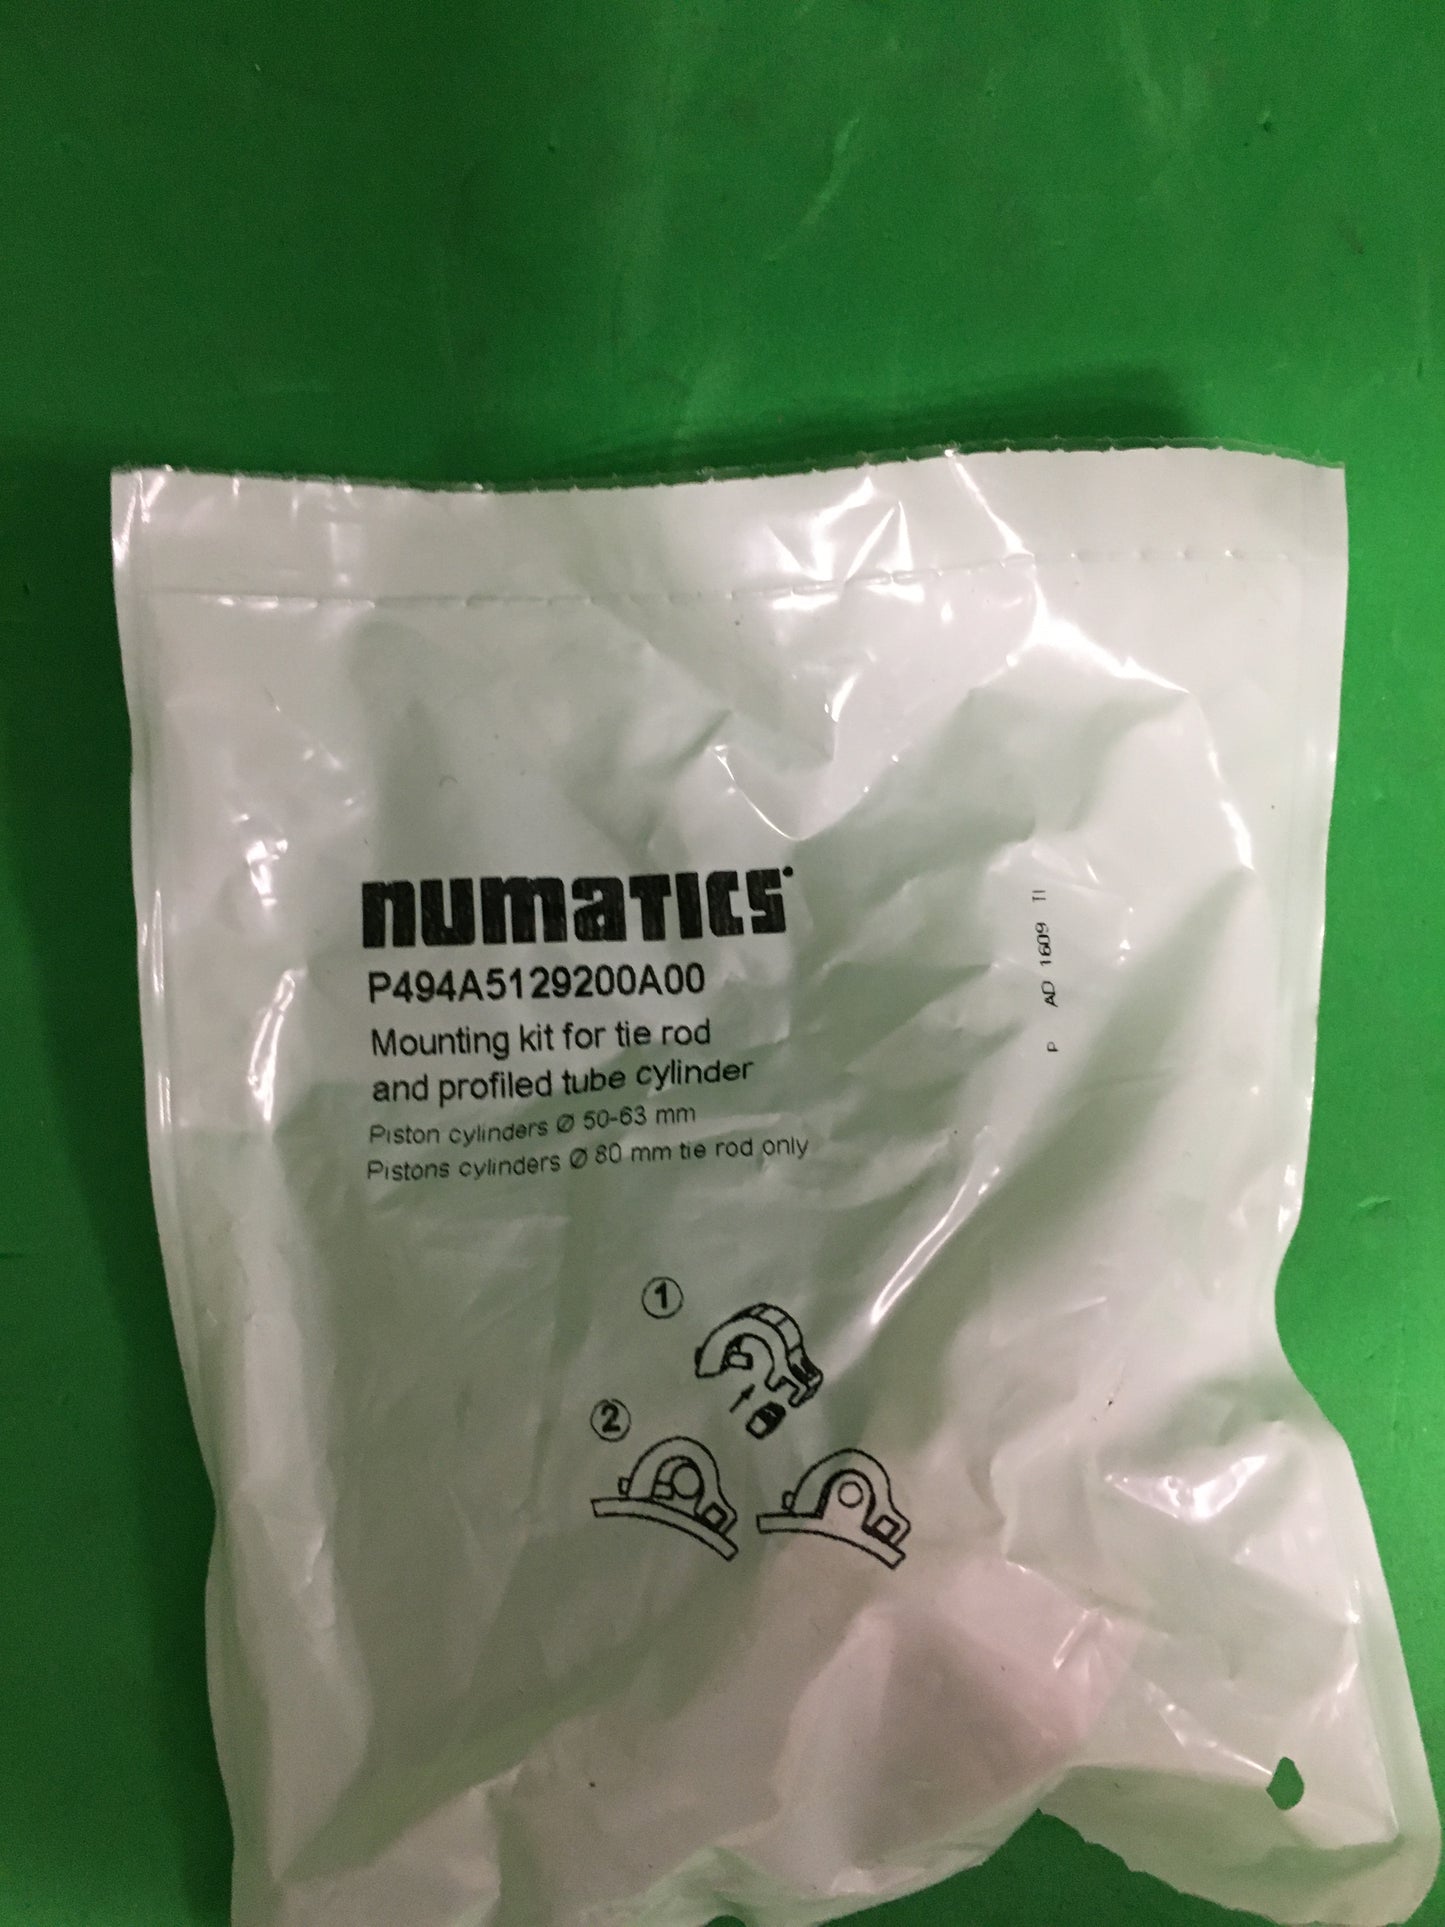 numatics
P494A5129200A00
Mounting kit for tie rod
and profiled tube cylinder
Piston cylinders Ø 50-63 mm
Pistons cylinders Ø 80 mm tie rod only
P AD 1609 TI
1
2